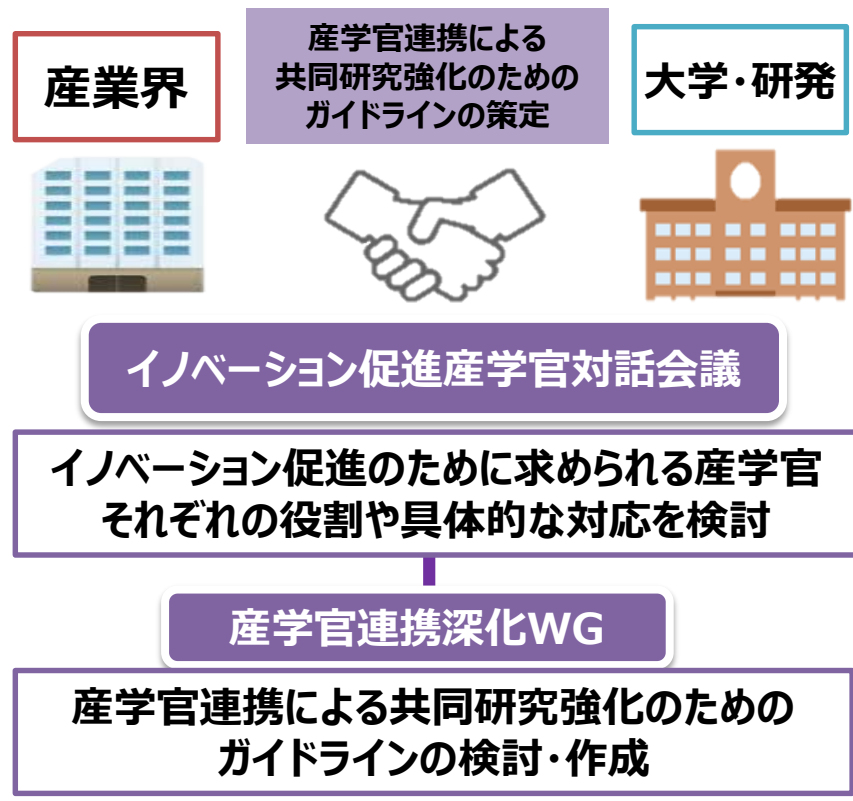 産業界
産学官連携による
共同研究強化のための
ガイドラインの策定
大学・研発
イノベーション促進産学官対話会議
イノベーション促進のために求められる産学官
それぞれの役割や具体的な対応を検討
産学官連携深化WG
産学官連携による共同研究強化のための
ガイドラインの検討・作成